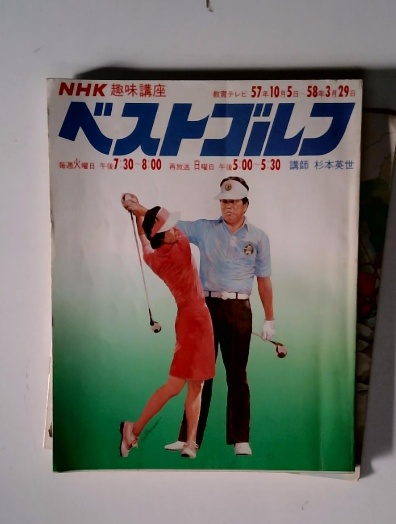 NHK 趣味講座 教育テレビ 57年10月5日~58年3月29日
ベストゴルフ
毎週火曜日 午後7:30~8:00 再放送 日曜日 午後5:00~5:30 講師 杉本英世